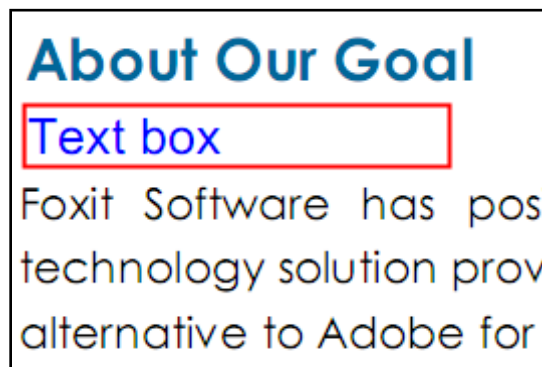 About Our Goal
Text box
Foxit Software has pos
technology solution prov
alternative to Adobe for